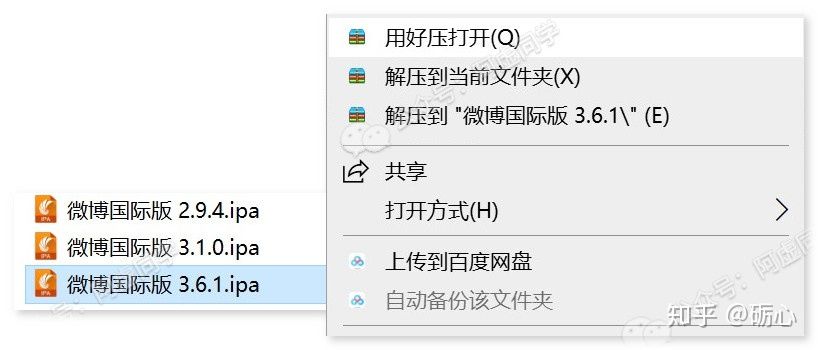 微博国际版 2.9.4.ipa
微博国际版 3.1.0.ipa
微博国际版 3.6.1.ipa
用好压打开(Q)
解压到当前文件夹(X)
解压到 "微博国际版 3.6.1\" (E)
共享
打开方式(H)
上传到百度网盘
自动备份该文件夹
知乎 @砺心